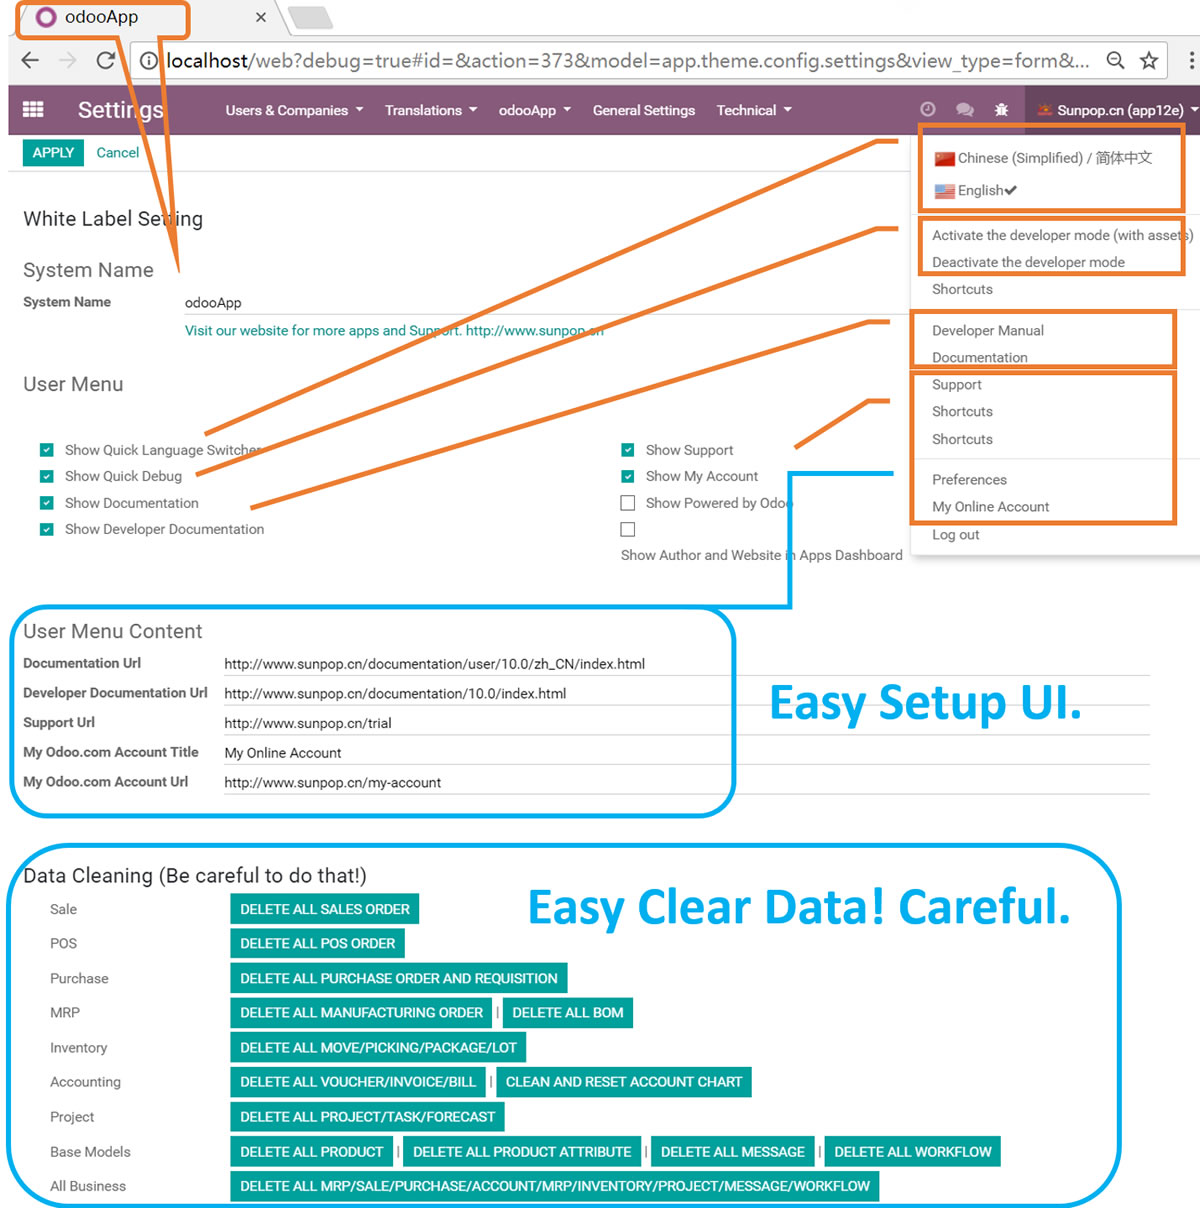 odooApp
localhost/web?debug=true#id=&action=373&model=app.theme.config.settings&view_type=form&...
Settings Users & Companies Translations odooApp General Settings Technical Sunpop.cn (app12e)
APPLY Cancel
Chinese (Simplified) / 简体中文
English
White Label Setting
Activate the developer mode (with assets)
Deactivate the developer mode
System Name
Shortcuts
System Name odooApp
Visit our website for more apps and Support. http://www.sunpop.cn
Developer Manual
Documentation
User Menu
Support
Shortcuts
Shortcuts
Show Quick Language Switcher Show Support
Show Quick Debug Show My Account
Preferences
Show Documentation Show Powered by Odoo
My Online Account
Show Developer Documentation
Log out
Show Author and Website in Apps Dashboard
User Menu Content
Documentation Url http://www.sunpop.cn/documentation/user/10.0/zh_CN/index.html
Developer Documentation Url http://www.sunpop.cn/documentation/10.0/index.html
Easy Setup UI.
Support Url http://www.sunpop.cn/trial
My Odoo.com Account Title My Online Account
My Odoo.com Account Url http://www.sunpop.cn/my-account
Data Cleaning (Be careful to do that!)
Easy Clear Data! Careful.
Sale DELETE ALL SALES ORDER
POS DELETE ALL POS ORDER
Purchase DELETE ALL PURCHASE ORDER AND REQUISITION
MRP DELETE ALL MANUFACTURING ORDER | DELETE ALL BOM
Inventory DELETE ALL MOVE/PICKING/PACKAGE/LOT
Accounting DELETE ALL VOUCHER/INVOICE/BILL | CLEAN AND RESET ACCOUNT CHART
Project DELETE ALL PROJECT/TASK/FORECAST
Base Models DELETE ALL PRODUCT | DELETE ALL PRODUCT ATTRIBUTE | DELETE ALL MESSAGE | DELETE ALL WORKFLOW
All Business DELETE ALL MRP/SALE/PURCHASE/ACCOUNT/MRP/INVENTORY/PROJECT/MESSAGE/WORKFLOW